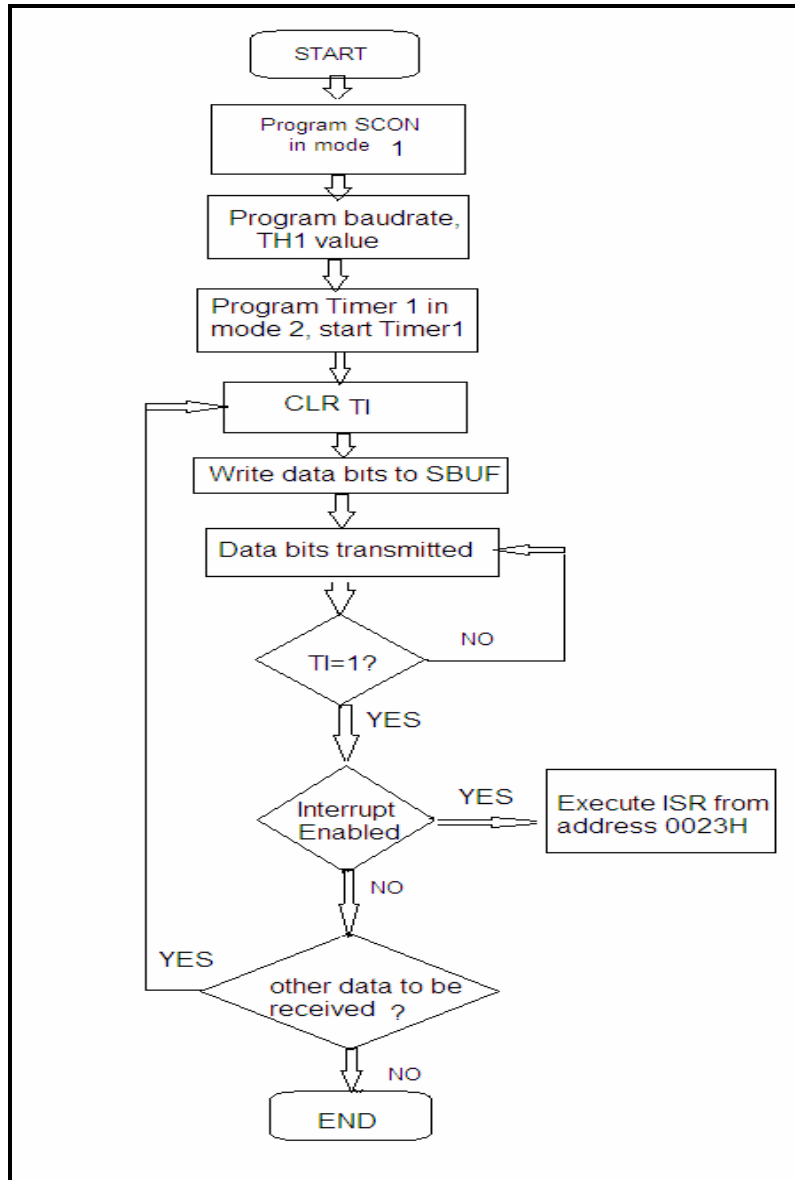 START
Program SCON
in mode 1
Program baudrate,
TH1 value
Program Timer 1 in
mode 2, start Timer1
CLR TI
Write data bits to SBUF
Data bits transmitted
TI=1?
NO
YES
Interrupt
Enabled
YES
Execute ISR from
address 0023H
NO
other data to be
received ?
YES
NO
END